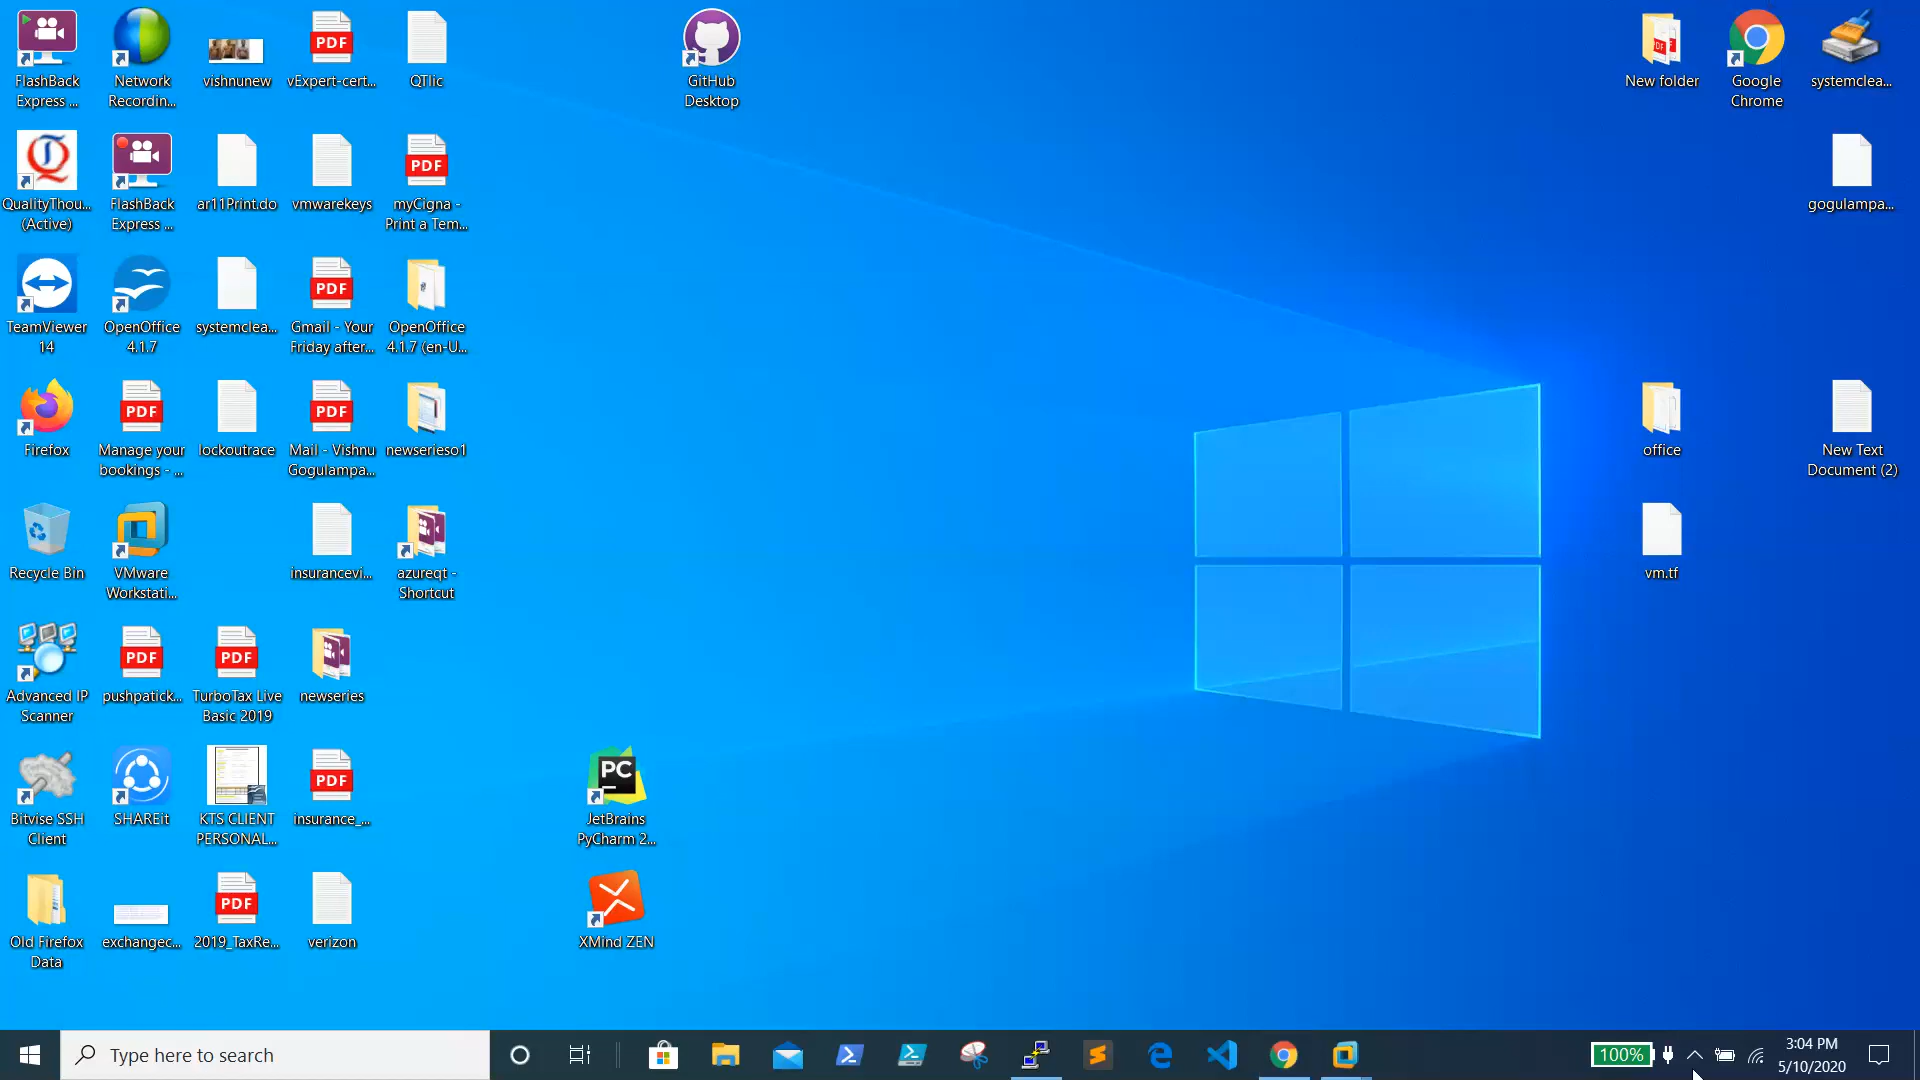 FlashBack
Express ...
Network
Recordin...
vishnunew
PDF
vExpert-cert...
QTlic
GitHub
Desktop
PDF
New folder
Google
Chrome
systemclea...
QualityThou...
(Active)
FlashBack
Express ...
ar11Print.do
vmwarekeys
PDF
myCigna -
Print a Tem...
gogulampa...
TeamViewer
14
OpenOffice
4.1.7
systemclea...
PDF
Gmail - Your
Friday after...
OpenOffice
4.1.7 (en-U...
Firefox
PDF
Manage your
bookings - ...
lockoutrace
PDF
Mail - Vishnu
Gogulampa...
newserieso1
office
New Text
Document (2)
Recycle Bin
VMware
Workstati...
insurancevi...
azureqt -
Shortcut
vm.tf
Advanced IP
Scanner
PDF
pushpatick...
PDF
TurboTax Live
Basic 2019
newseries
Bitvise SSH
Client
SHAREit
KTS CLIENT
PERSONAL...
PDF
insurance_...
PC
JetBrains
PyCharm 2...
Old Firefox
Data
exchangec...
PDF
2019_TaxRe...
verizon
XMind ZEN
Type here to search
100%
3:04 PM
5/10/2020